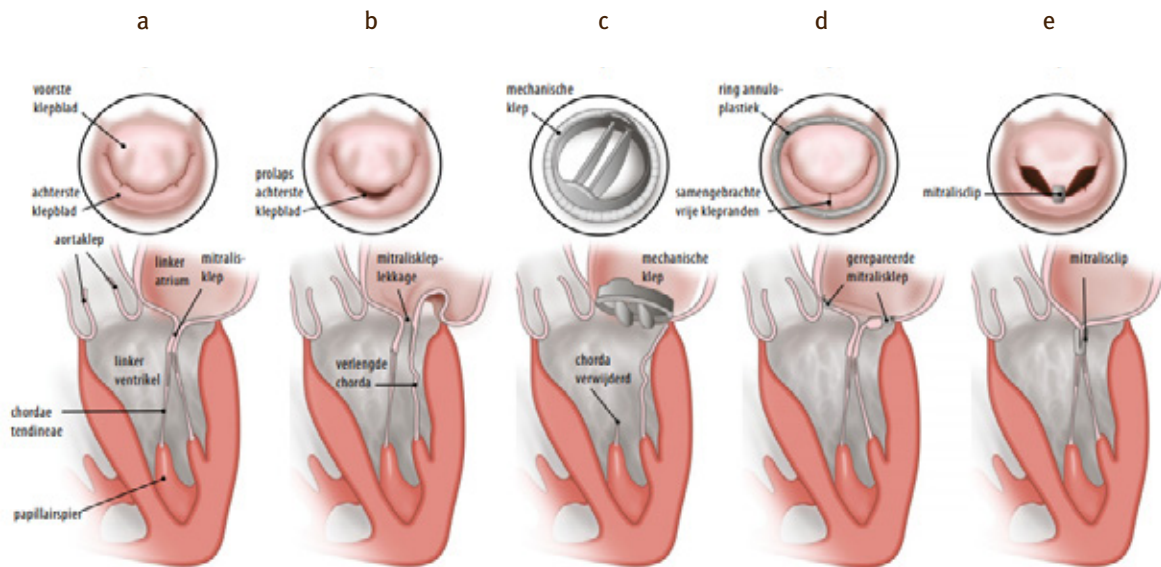 a
b
c
d
e
voorste
klepblad
achterste
klepblad
aortaklep
linker
atrium
mitralis-
klep
linker
ventrikel
chordae
tendineae
papillairspier
prolaps
achterste
klepblad
mitralisklep-
lekkage
verlengde
chorda
mechanische
klep
mechanische
klep
chorda
verwijderd
ring annulo-
plastiek
samengebrachte
vrije klepranden
gerepareerde
mitralisklep
mitralisclip
mitralisclip